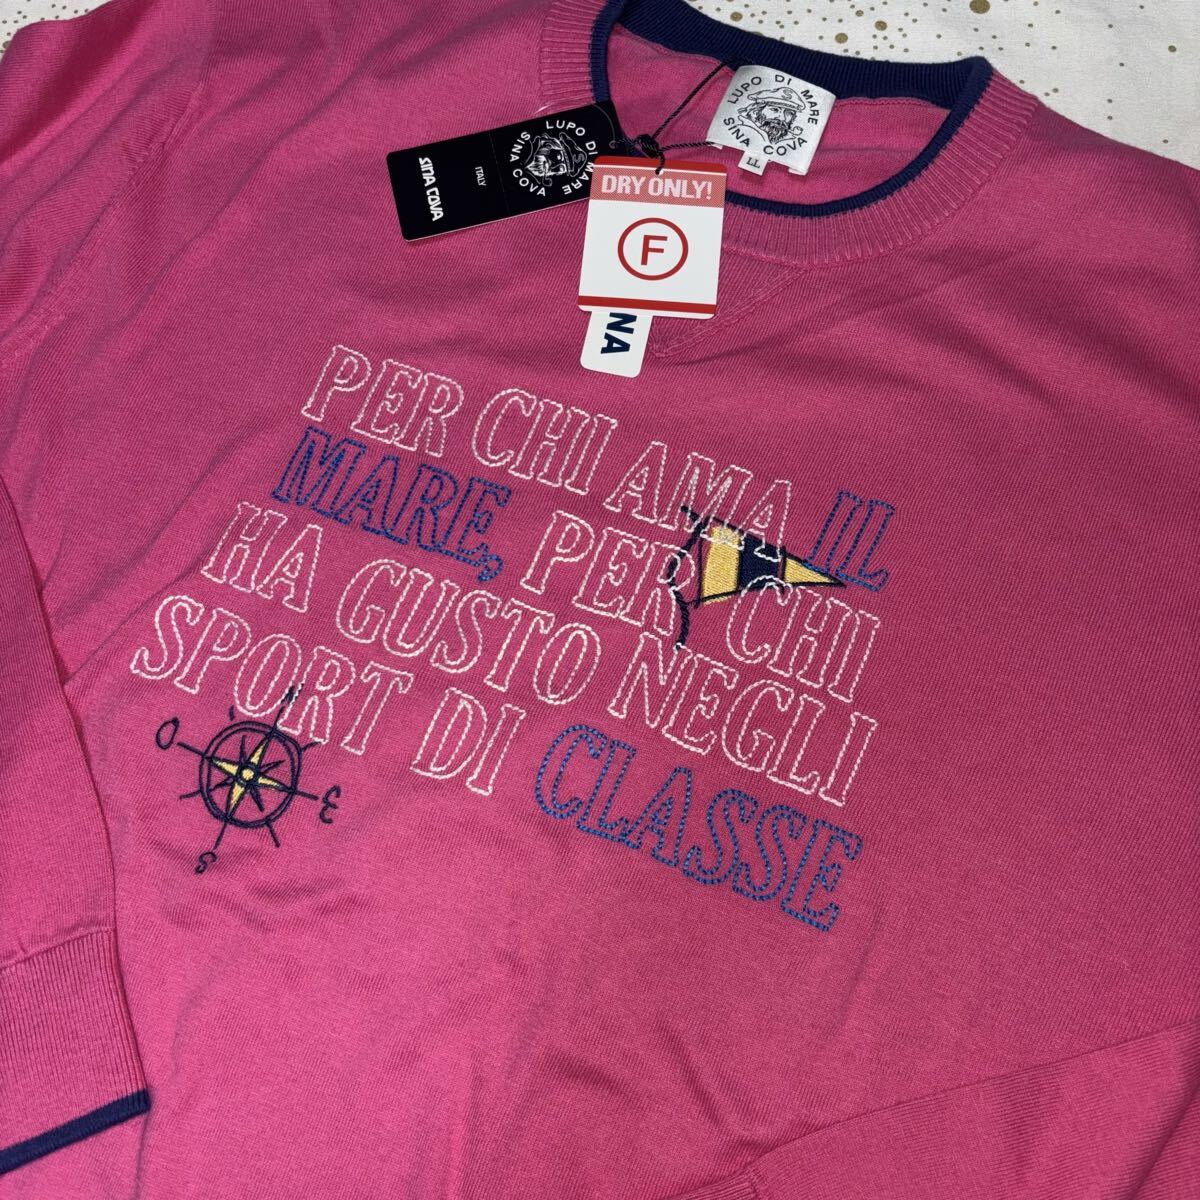 LUPO DI MARE
SINA COVA
LL
LUPO DI MARE
SINA COVA
ITALY
SINA COVA
DRY ONLY!
F
NA
PER CHI AMA IL
MARE, PER CHI
HA GUSTO NEGLI
SPORT DI CLASSE
N
O
E
S